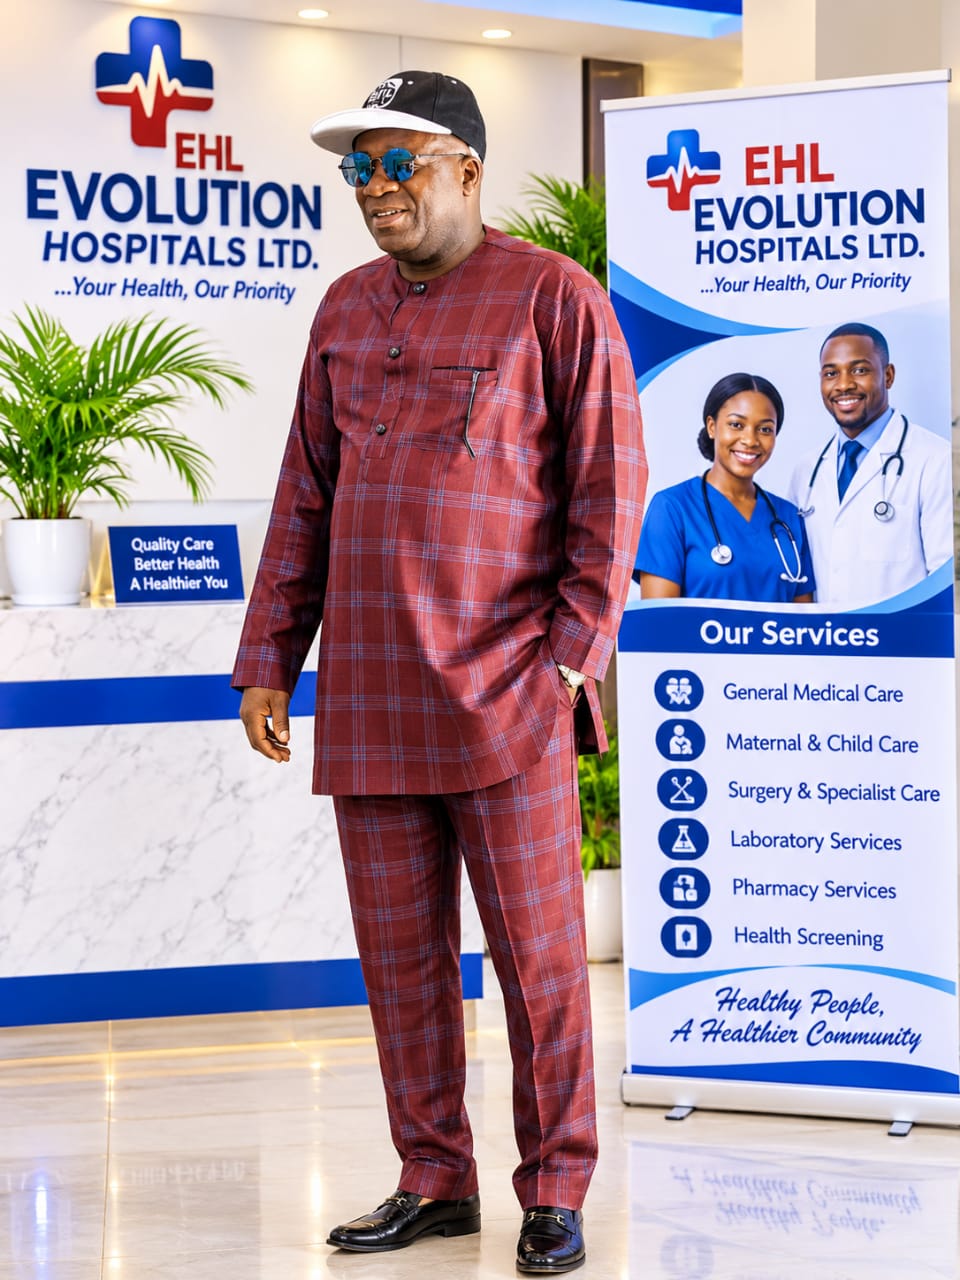 EHL
EVOLUTION
HOSPITALS LTD.
...Your Health, Our Priority
Quality Care
Better Health
A Healthier You
EHL
EVOLUTION
HOSPITALS LTD.
...Your Health, Our Priority
Our Services
General Medical Care
Maternal & Child Care
Surgery & Specialist Care
Laboratory Services
Pharmacy Services
Health Screening
Healthy People,
A Healthier Community